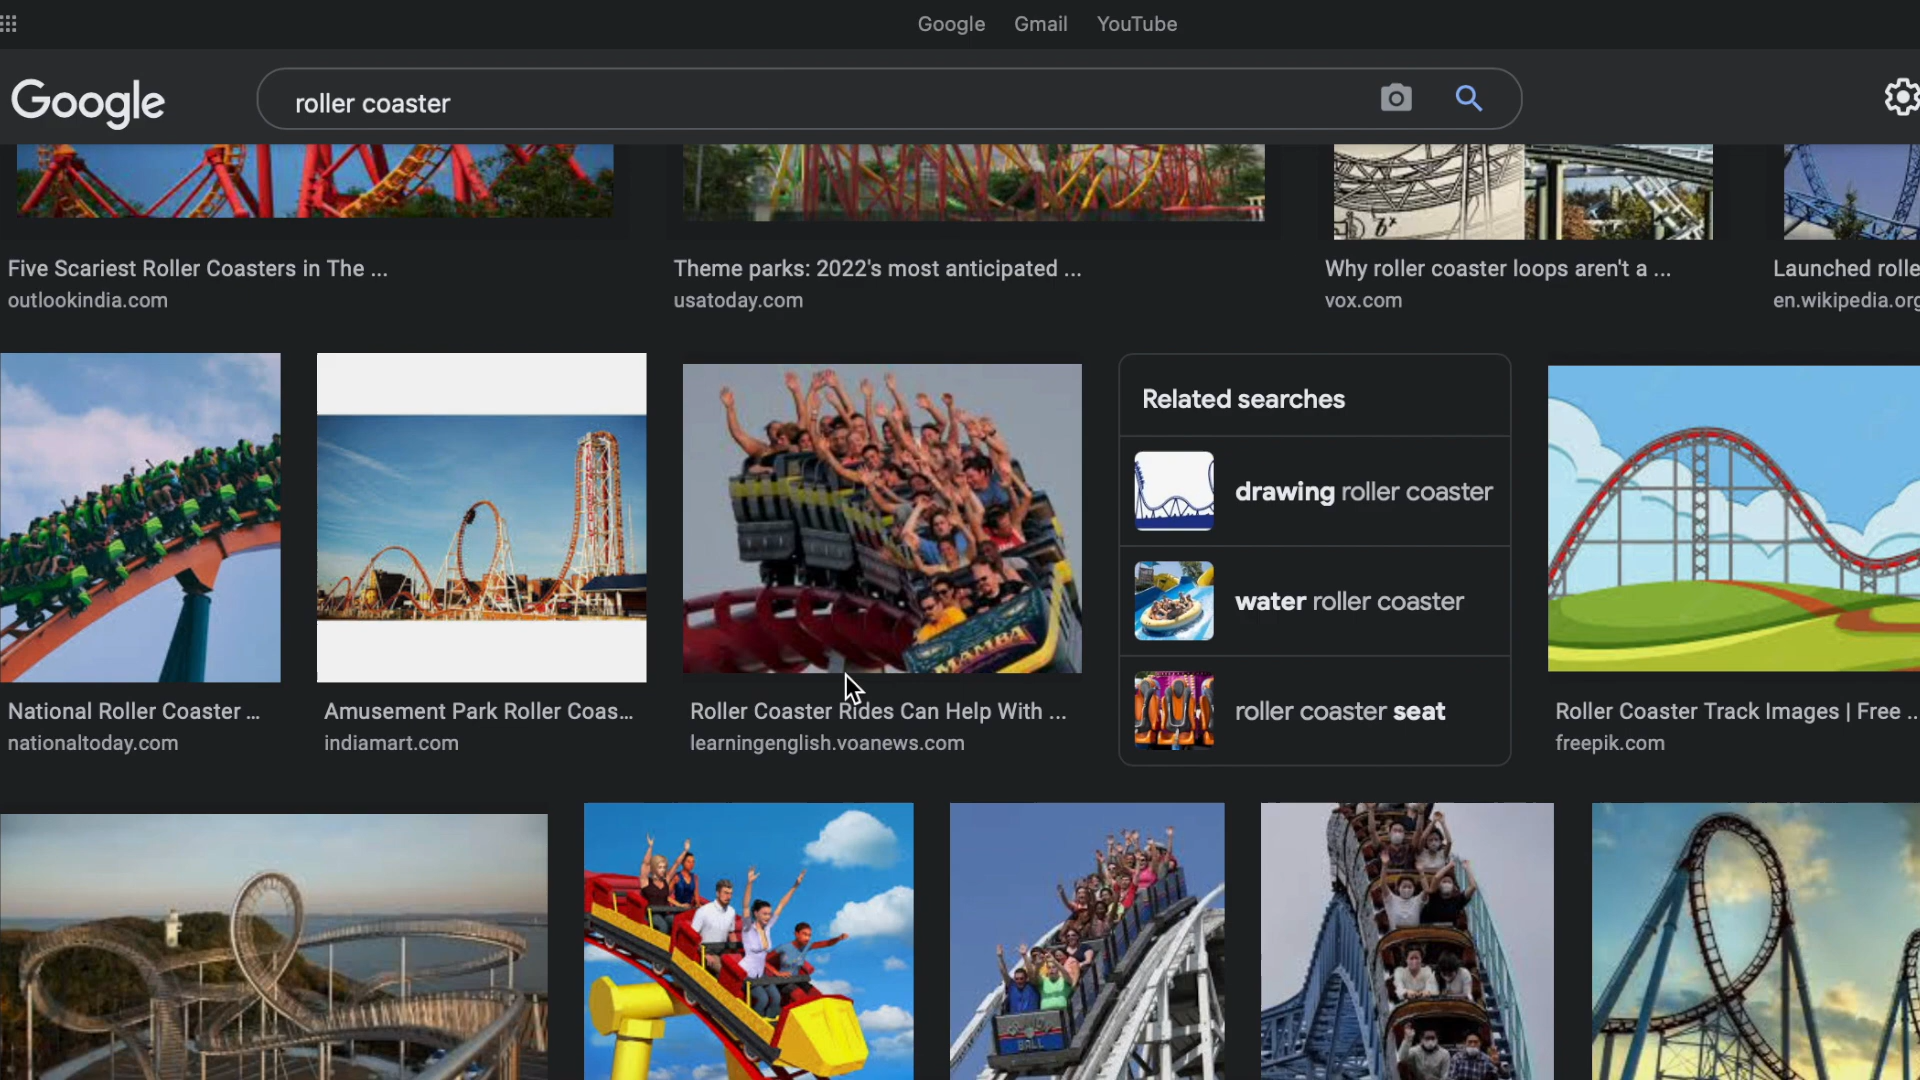 Google Gmail YouTube
Google
roller coaster
Five Scariest Roller Coasters in The ...
outlookindia.com
Theme parks: 2022's most anticipated ...
usatoday.com
Why roller coaster loops aren't a ...
vox.com
Launched rolle
en.wikipedia.org
National Roller Coaster ...
nationaltoday.com
Amusement Park Roller Coas...
indiamart.com
MAMBA
Roller Coaster Rides Can Help With ...
learningenglish.voanews.com
Related searches
drawing roller coaster
water roller coaster
roller coaster seat
Roller Coaster Track Images | Free ..
freepik.com
BALL